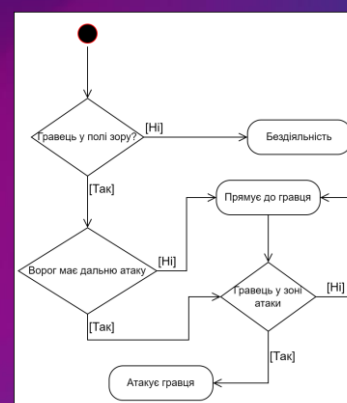 Гравець у полі зору?
[Ні]
Бездіяльність
[Так]
Прямує до гравця
Ворог має дальню атаку
[Ні]
Гравець у зоні
атаки
[Ні]
[Так]
[Так]
Атакує гравця